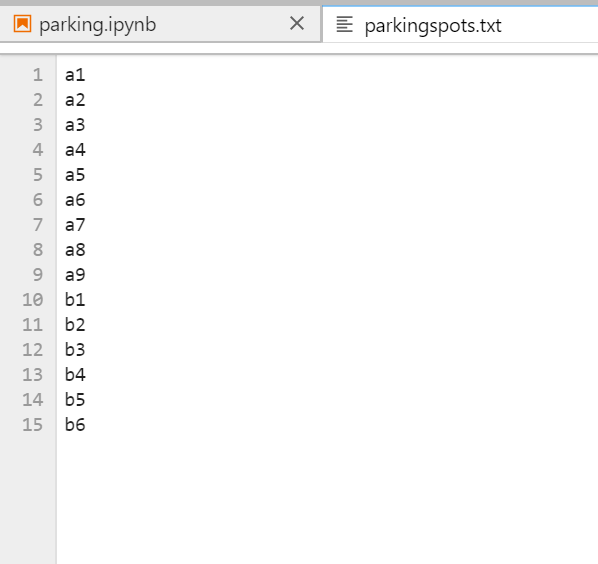 parking.ipynb parkingspots.txt
1 a1
2 a2
3 a3
4 a4
5 a5
6 a6
7 a7
8 a8
9 a9
10 b1
11 b2
12 b3
13 b4
14 b5
15 b6